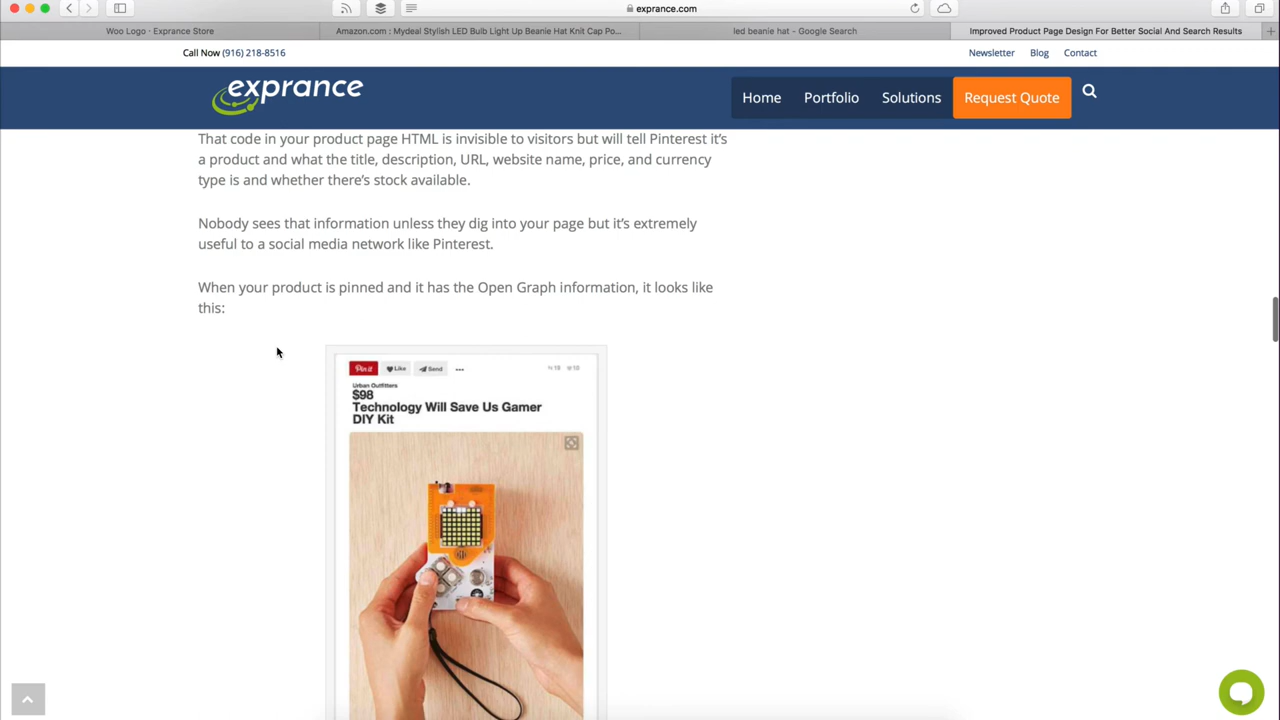 exprance.com
Woo Logo · Exprance Store
Amazon.com : Mydeal Stylish LED Bulb Light Up Beanie Hat Knit Cap Po...
led beanie hat - Google Search
Improved Product Page Design For Better Social And Search Results
Call Now (916) 218-8516
Newsletter
Blog
Contact
exprance
Home
Portfolio
Solutions
Request Quote
That code in your product page HTML is invisible to visitors but will tell Pinterest it’s
a product and what the title, description, URL, website name, price, and currency
type is and whether there’s stock available.
Nobody sees that information unless they dig into your page but it’s extremely
useful to a social media network like Pinterest.
When your product is pinned and it has the Open Graph information, it looks like
this:
Pin it
Like
Send
Urban Outfitters
$98
Technology Will Save Us Gamer
DIY Kit